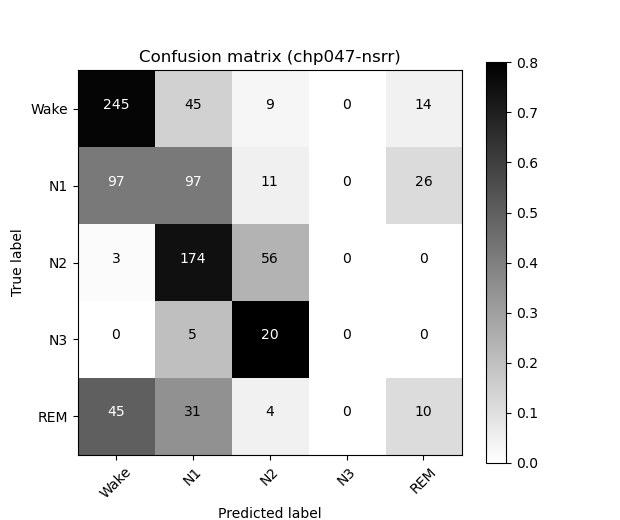 Confusion matrix (chp047-nsrr)
Wake 245 45 9 0 14
N1 97 97 11 0 26
N2 3 174 56 0 0
N3 0 5 20 0 0
REM 45 31 4 0 10
Wake N1 N2 N3 REM
Predicted label
True label
0.8
0.7
0.6
0.5
0.4
0.3
0.2
0.1
0.0